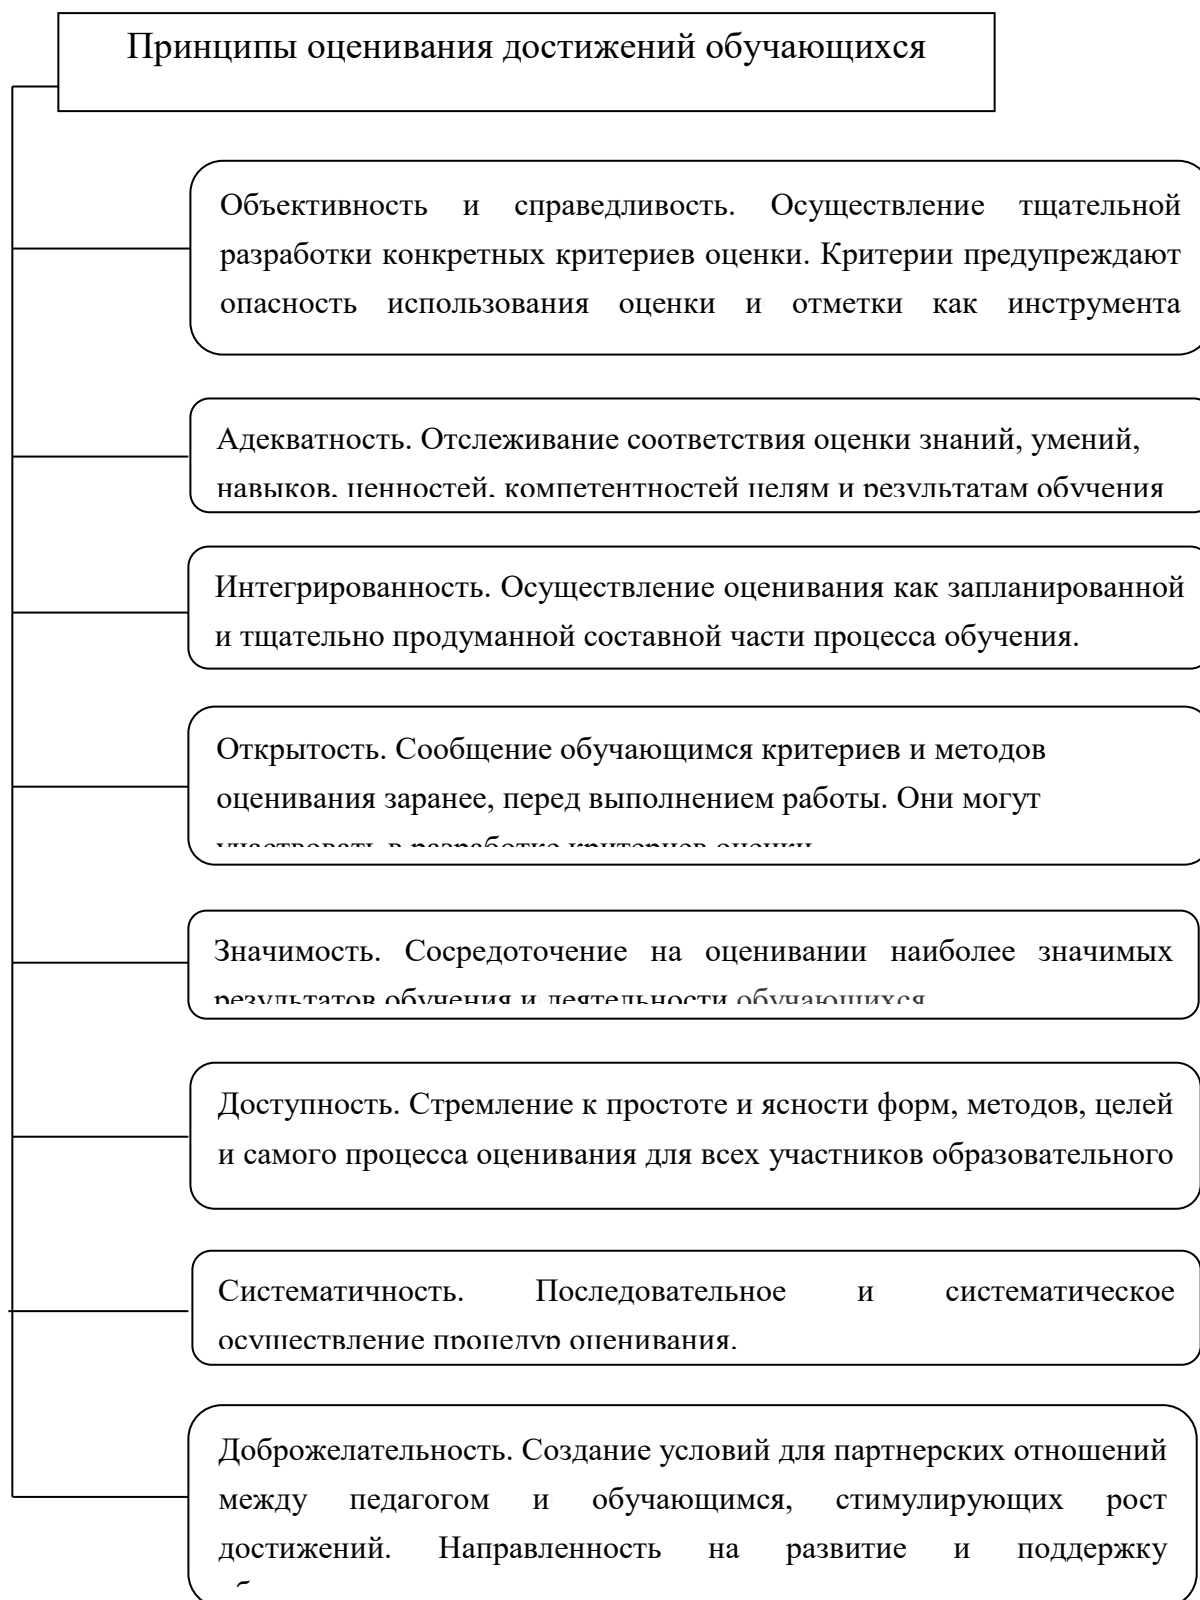 Принципы оценивания достижений обучающихся
Объективность и справедливость. Осуществление тщательной
разработки конкретных критериев оценки. Критерии предупреждают
опасность использования оценки и отметки как инструмента
Адекватность. Отслеживание соответствия оценки знаний, умений,
навыков, ценностей, компетентностей целям и результатам обучения
Интегрированность. Осуществление оценивания как запланированной
и тщательно продуманной составной части процесса обучения.
Открытость. Сообщение обучающимся критериев и методов
оценивания заранее, перед выполнением работы. Они могут
участвовать в разработке критериев оценки
Значимость. Сосредоточение на оценивании наиболее значимых
результатов обучения и деятельности обучающихся
Доступность. Стремление к простоте и ясности форм, методов, целей
и самого процесса оценивания для всех участников образовательного
Систематичность. Последовательное и систематическое
осуществление процедур оценивания.
Доброжелательность. Создание условий для партнерских отношений
между педагогом и обучающимся, стимулирующих рост
достижений. Направленность на развитие и поддержку